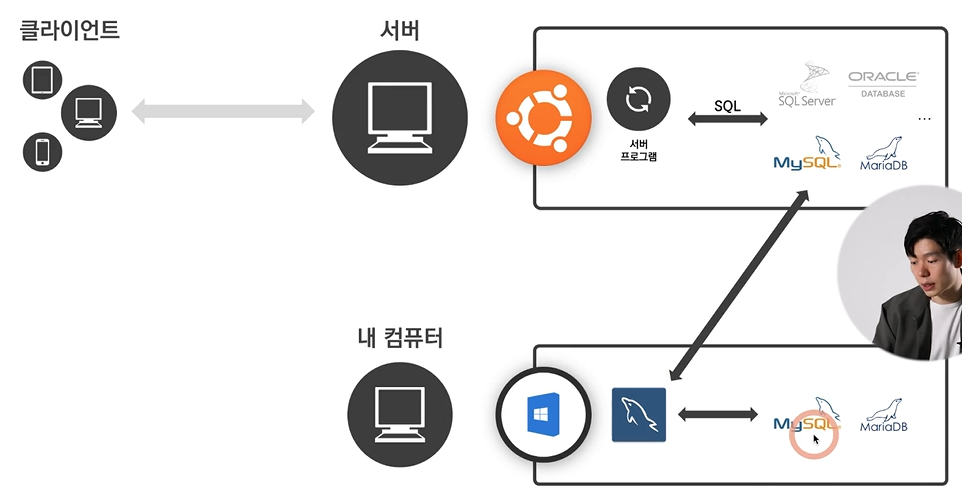 클라이언트
서버
서버
프로그램
SQL
Microsoft
SQL Server
ORACLE
DATABASE
...
MySQL
MariaDB
내 컴퓨터
MySQL
MariaDB